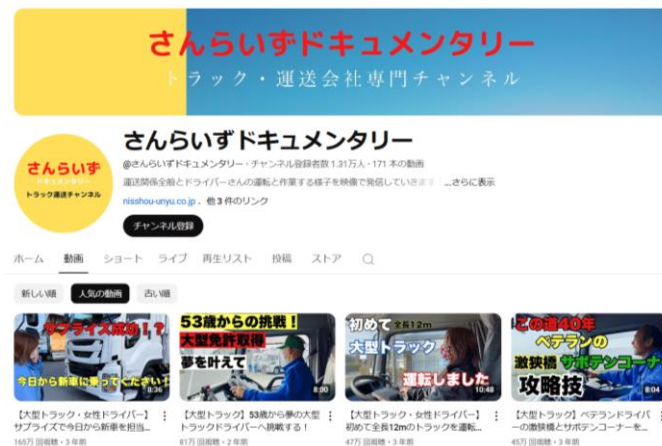 さんらいずドキュメンタリー
トラック・運送会社専門チャンネル
さんらいず
トラック運送チャンネル
さんらいずドキュメンタリー
@さんらいずドキュメンタリー・チャンネル登録者数 1.31万人・171 本の動画
運送関係全般とドライバーさんの運転と作業する様子を映像で発信していきます ...さらに表示
nisshou-unyu.co.jp、他 3 件のリンク
チャンネル登録
ホーム 動画 ショート ライブ 再生リスト 投稿 ストア
新しい順 人気の動画 古い順
サプライズ成功！？
今日から新車に乗ってください！
8:36
【大型トラック・女性ドライバー】
サプライズで今日から新車を担当...
165万 回視聴・3 年前
53歳からの挑戦！
大型免許取得
夢を叶えて
8:00
【大型トラック】53歳から夢の大型
トラックドライバーへ挑戦する！
81万 回視聴・2 年前
初めて 全長12m
大型トラック
運転しました
10:48
【大型トラック・女性ドライバー】
初めて全長12mのトラックを運転...
47万 回視聴・3 年前
この道40年
ベテランの
激狭橋 サボテンコーナー
攻略技
8:04
【大型トラック】ベテランドライバ
ーの激狭橋とサボテンコーナーを...
45万 回視聴・3 年前